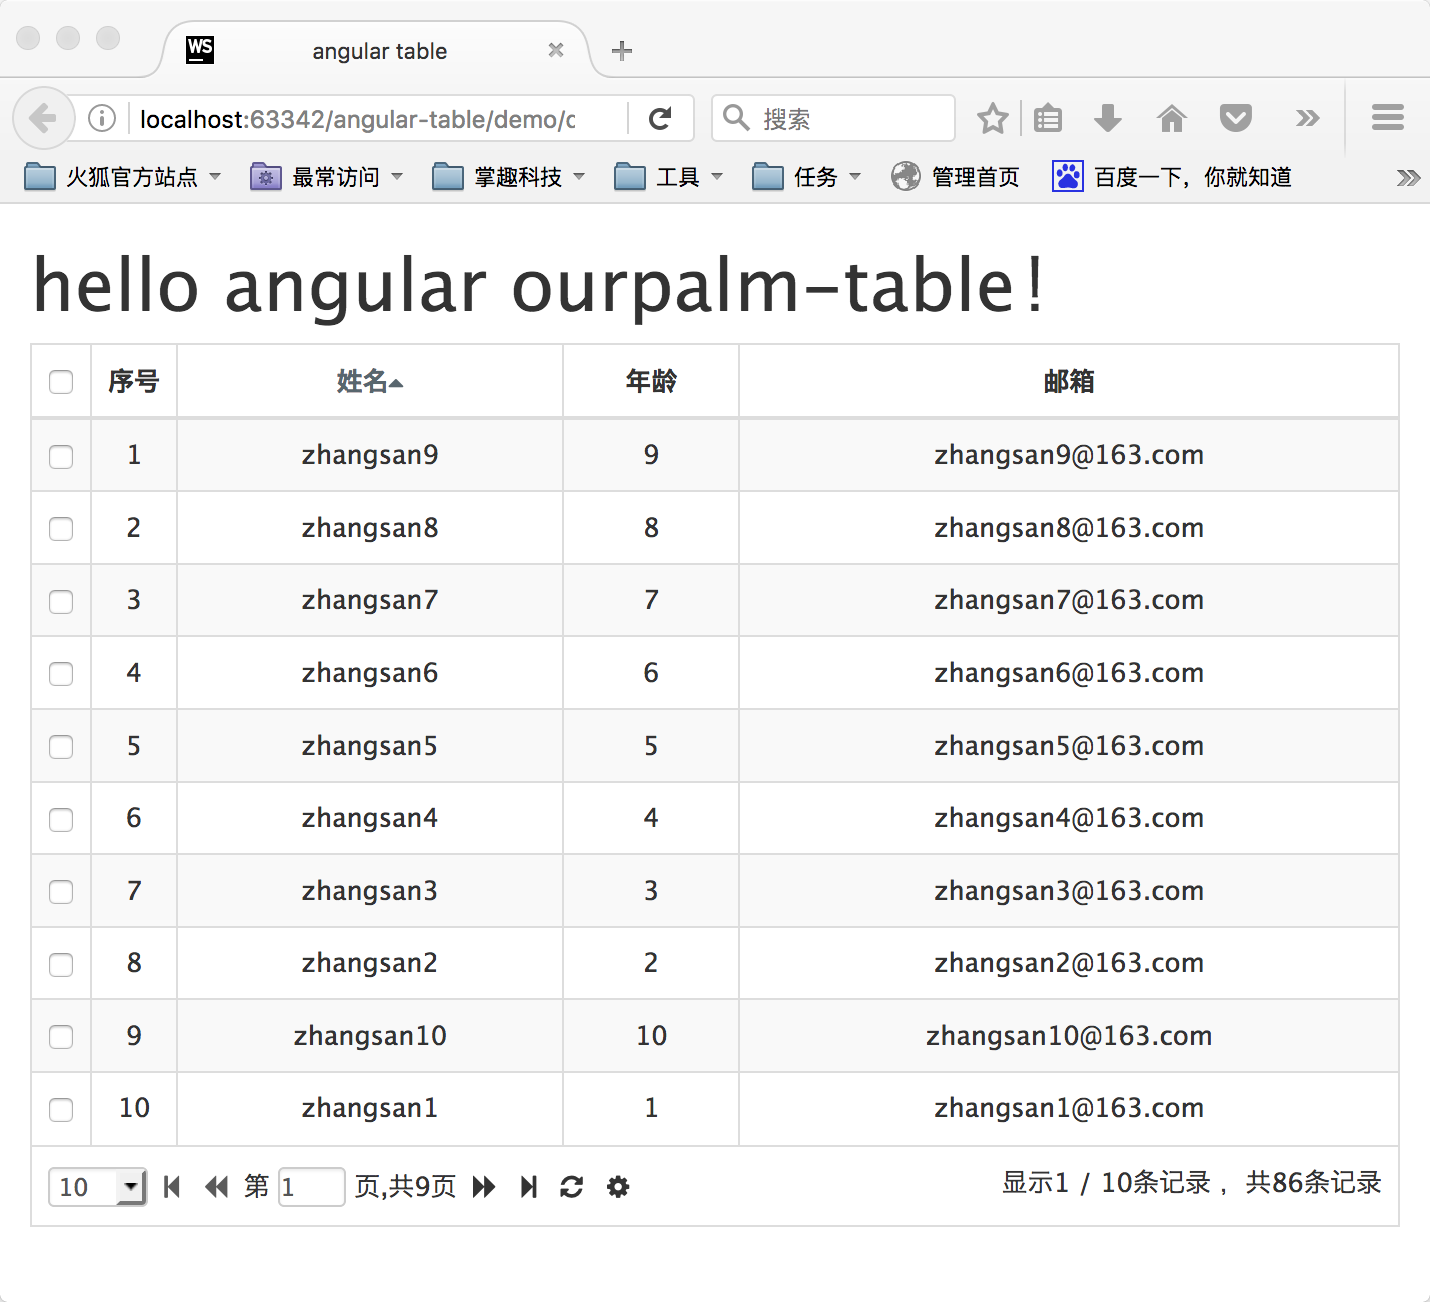 WS angular table
localhost:63342/angular-table/demo/c 搜索
火狐官方站点 最常访问 掌趣科技 工具 任务 管理首页 百度一下，你就知道
hello angular ourpalm-table!
序号 姓名 年龄 邮箱
1 zhangsan9 9 zhangsan9@163.com
2 zhangsan8 8 zhangsan8@163.com
3 zhangsan7 7 zhangsan7@163.com
4 zhangsan6 6 zhangsan6@163.com
5 zhangsan5 5 zhangsan5@163.com
6 zhangsan4 4 zhangsan4@163.com
7 zhangsan3 3 zhangsan3@163.com
8 zhangsan2 2 zhangsan2@163.com
9 zhangsan10 10 zhangsan10@163.com
10 zhangsan1 1 zhangsan1@163.com
10 第 1 页,共9页 显示1 / 10条记录 ，共86条记录